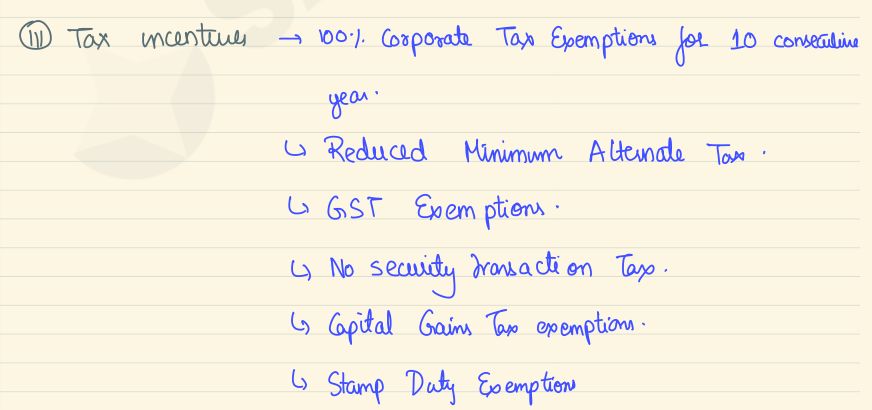 (iii) Tax incentives → 100% Corporate Tax Exemptions for 10 consecutive
year.
↳ Reduced Minimum Alternate Tax.
↳ GST Exemptions.
↳ No security transaction Tax.
↳ Capital Gains Tax exemptions.
↳ Stamp Duty Exemptions